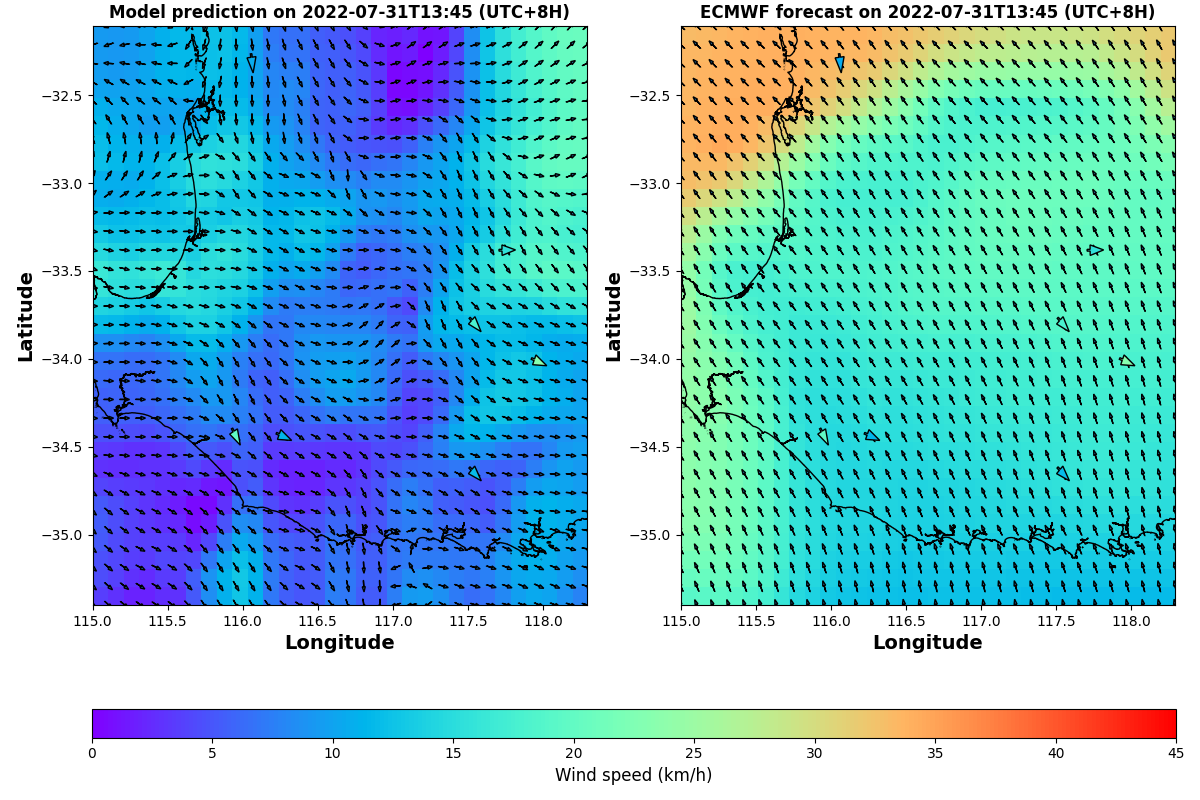 Model prediction on 2022-07-31T13:45 (UTC+8H)
ECMWF forecast on 2022-07-31T13:45 (UTC+8H)
Latitude
−32.5
−33.0
−33.5
−34.0
−34.5
−35.0
115.0 115.5 116.0 116.5 117.0 117.5 118.0
Longitude
Latitude
−32.5
−33.0
−33.5
−34.0
−34.5
−35.0
115.0 115.5 116.0 116.5 117.0 117.5 118.0
Longitude
0 5 10 15 20 25 30 35 40 45
Wind speed (km/h)